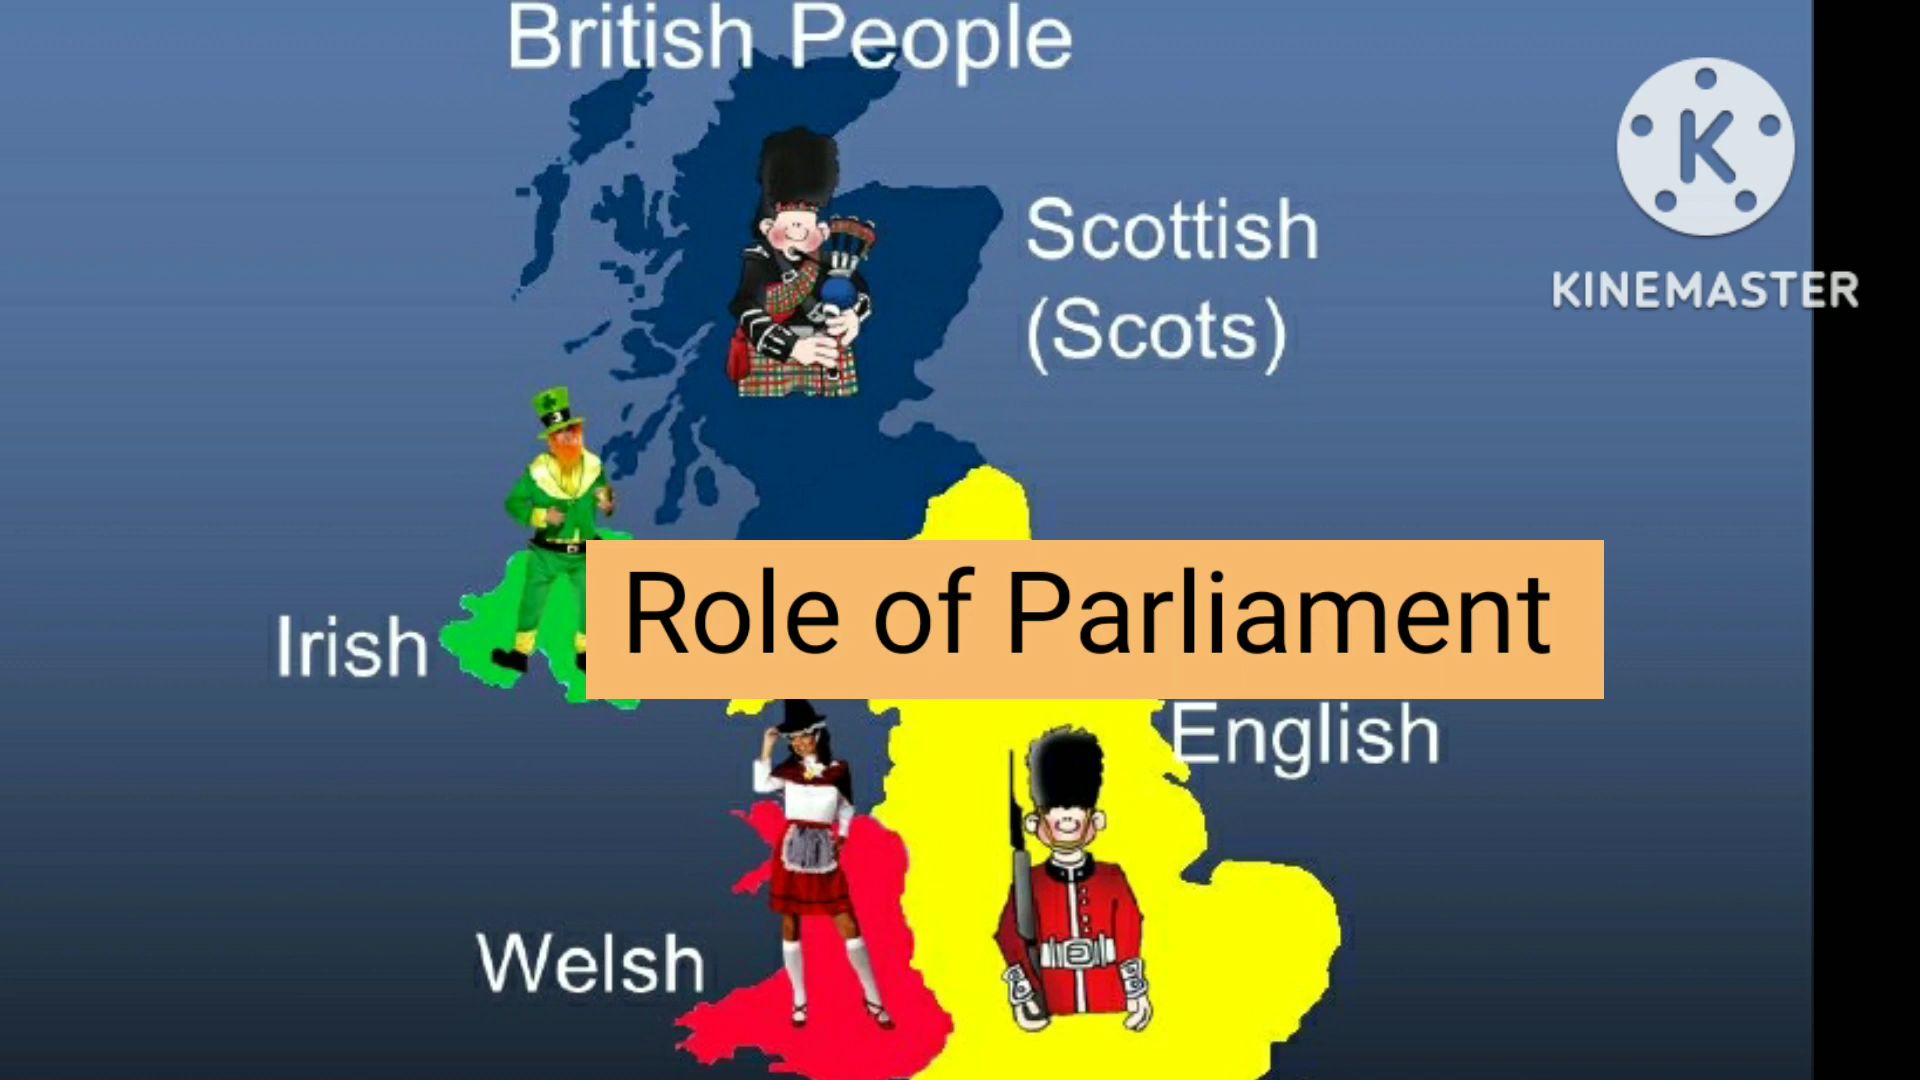 British People
Scottish
(Scots)
K
KINEMASTER
Irish
Role of Parliament
English
Welsh